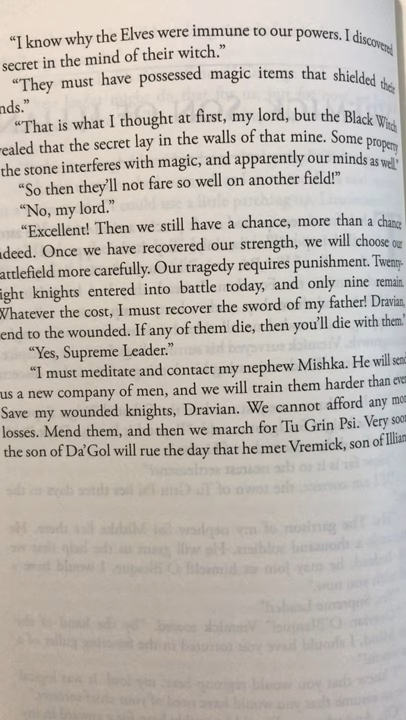 “I know why the Elves were immune to our powers. I discovered
secret in the mind of their witch.”
“They must have possessed magic items that shielded their
nds.”
“That is what I thought at first, my lord, but the Black Witch
ealed that the secret lay in the walls of that mine. Some property
the stone interferes with magic, and apparently our minds as well.”
“So then they’ll not fare so well on another field!”
“No, my lord.”
“Excellent! Then we still have a chance, more than a chance
deed. Once we have recovered our strength, we will choose our
attlefield more carefully. Our tragedy requires punishment. Twenty-
ight knights entered into battle today, and only nine remain.
Whatever the cost, I must recover the sword of my father! Dravian,
end to the wounded. If any of them die, then you’ll die with them.”
“Yes, Supreme Leader.”
“I must meditate and contact my nephew Mishka. He will send
us a new company of men, and we will train them harder than ever
Save my wounded knights, Dravian. We cannot afford any mor
losses. Mend them, and then we march for Tu Grin Psi. Very soon
the son of Da’Gol will rue the day that he met Vremick, son of Illian